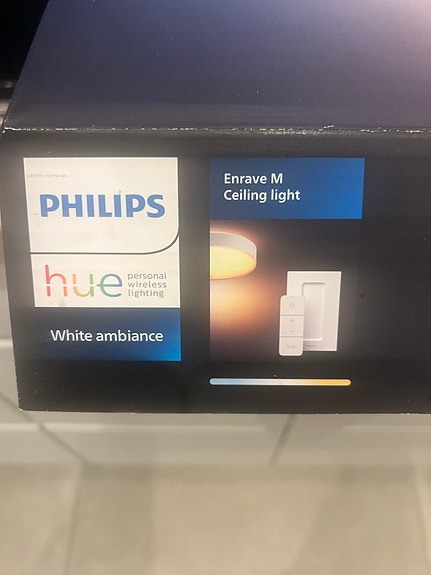 PHILIPS
hue personal
wireless
lighting
White ambiance
Enrave M
Ceiling light